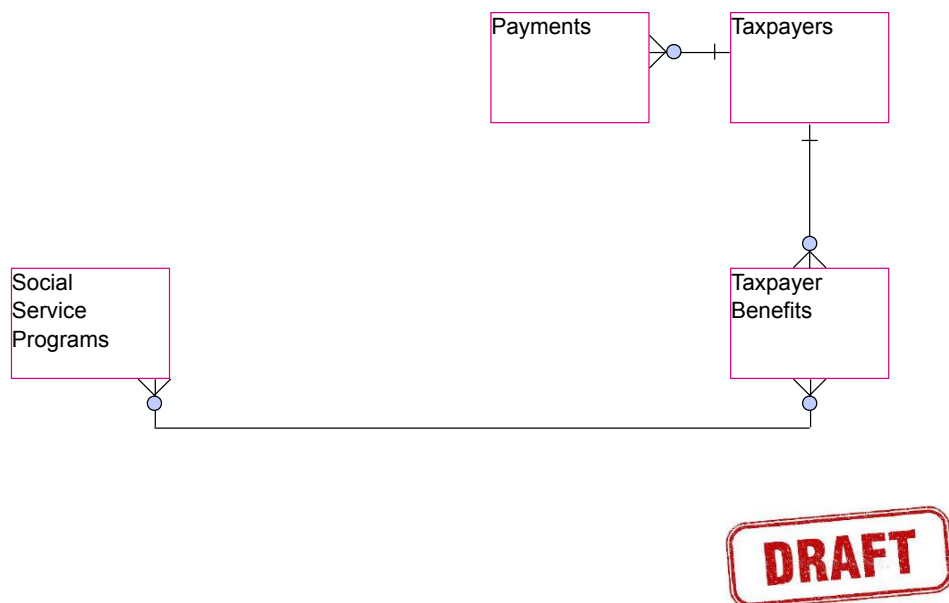 Payments
Taxpayers
Social
Service
Programs
Taxpayer
Benefits
DRAFT